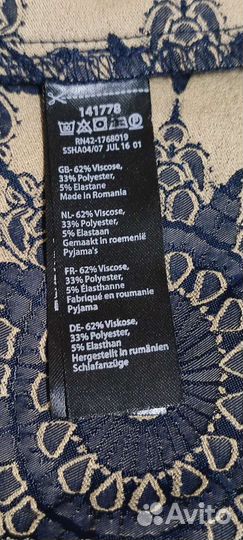 141778
RN42-1768019
SSHA04/07 JUL 16 01
GB- 62% Viscose,
33% Polyester,
5% Elastane
Made in Romania
NL- 62% Viscose,
33% Polyester,
5% Elastaan
Gemaakt in roemenië
Pyjama's
FR- 62% Viscose,
33% Polyester,
5% Elasthanne
Fabriqué en roumanie
Pyjama
DE- 62% Viskose,
33% Polyester,
5% Elasthan
Hergestellt in rumänien
Schlafanzüge
Avito